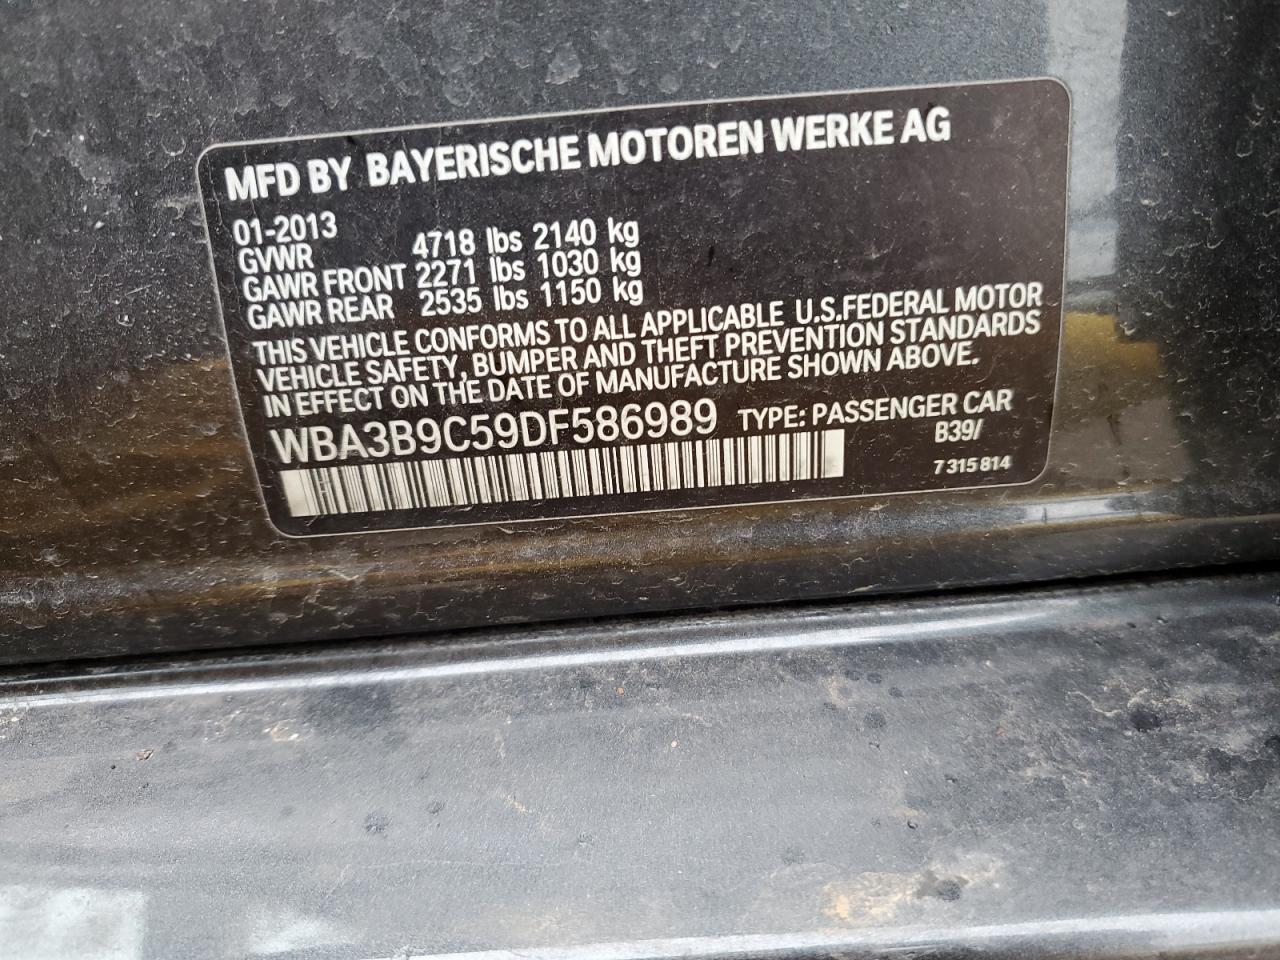 MFD BY BAYERISCHE MOTOREN WERKE AG
01-2013
GVWR 4718 lbs 2140 kg
GAWR FRONT 2271 lbs 1030 kg
GAWR REAR 2535 lbs 1150 kg
THIS VEHICLE CONFORMS TO ALL APPLICABLE U.S.FEDERAL MOTOR
VEHICLE SAFETY, BUMPER AND THEFT PREVENTION STANDARDS
IN EFFECT ON THE DATE OF MANUFACTURE SHOWN ABOVE.
WBA3B9C59DF586989 TYPE: PASSENGER CAR
B39/
7 315 814